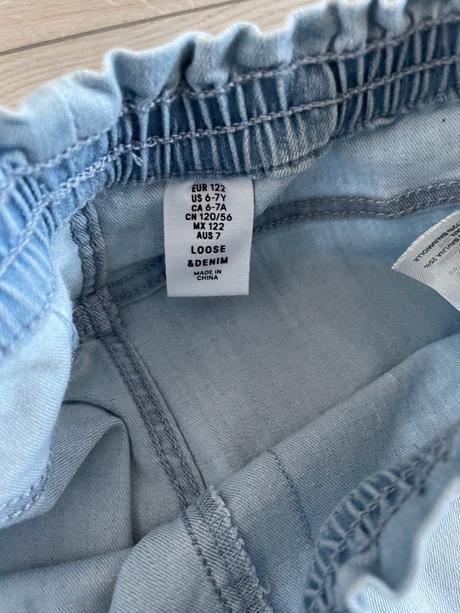 EUR 122
US 6-7Y
CA 6-7A
CN 120/56
MX 122
AUS 7
LOOSE
&DENIM
MADE IN
CHINA